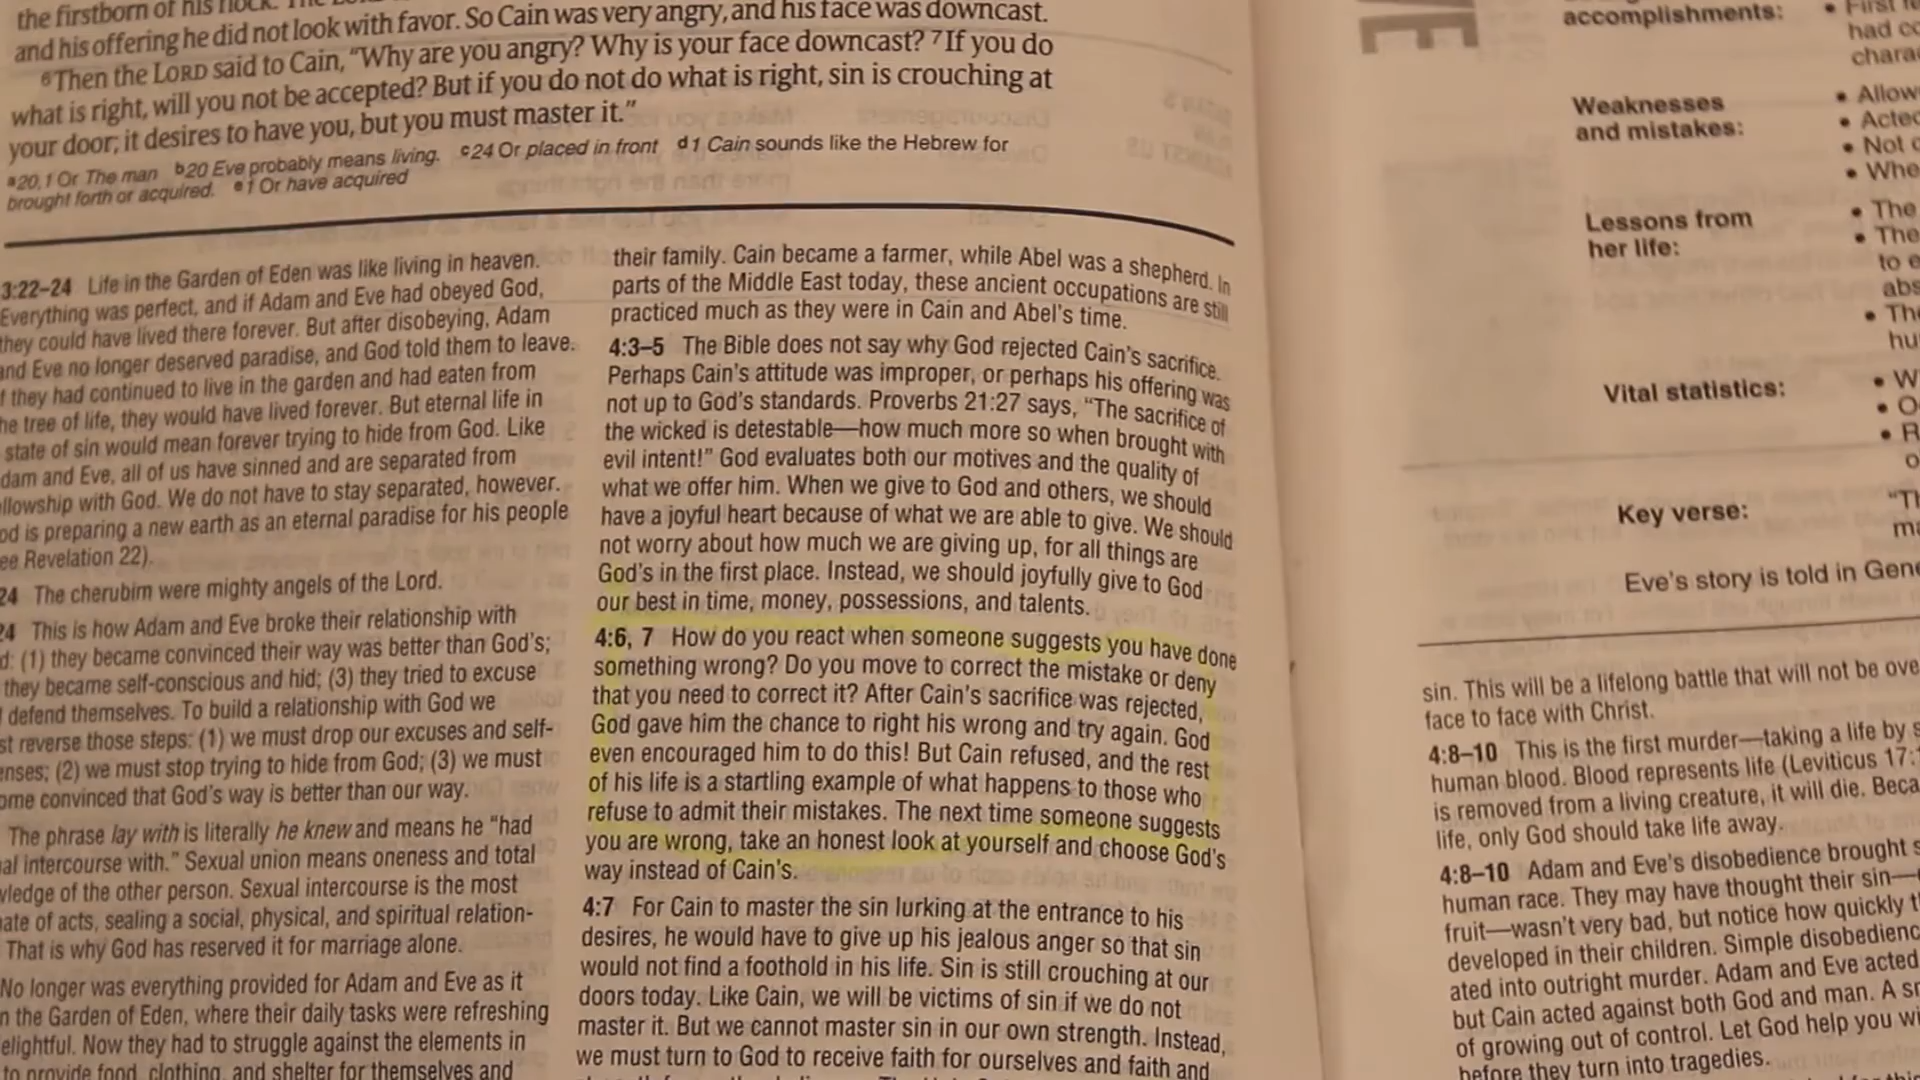 the firstborn of his flock. The
and his offering he did not look with favor. So Cain was very angry, and his face was downcast.
⁶Then the LORD said to Cain, “Why are you angry? Why is your face downcast? ⁷If you do
what is right, will you not be accepted? But if you do not do what is right, sin is crouching at
your door; it desires to have you, but you must master it.”
ᵃ20,1 Or The man ᵇ20 Eve probably means living. ᶜ24 Or placed in front ᵈ1 Cain sounds like the Hebrew for
brought forth or acquired. ᵉ1 Or have acquired
3:22–24 Life in the Garden of Eden was like living in heaven.
Everything was perfect, and if Adam and Eve had obeyed God,
they could have lived there forever. But after disobeying, Adam
and Eve no longer deserved paradise, and God told them to leave.
f they had continued to live in the garden and had eaten from
he tree of life, they would have lived forever. But eternal life in
state of sin would mean forever trying to hide from God. Like
dam and Eve, all of us have sinned and are separated from
llowship with God. We do not have to stay separated, however.
od is preparing a new earth as an eternal paradise for his people
ee Revelation 22).
24 The cherubim were mighty angels of the Lord.
24 This is how Adam and Eve broke their relationship with
d: (1) they became convinced their way was better than God’s;
they became self-conscious and hid; (3) they tried to excuse
defend themselves. To build a relationship with God we
st reverse those steps: (1) we must drop our excuses and self-
enses; (2) we must stop trying to hide from God; (3) we must
ome convinced that God’s way is better than our way.
The phrase lay with is literally he knew and means he “had
al intercourse with.” Sexual union means oneness and total
wledge of the other person. Sexual intercourse is the most
ate of acts, sealing a social, physical, and spiritual relation-
That is why God has reserved it for marriage alone.
No longer was everything provided for Adam and Eve as it
n the Garden of Eden, where their daily tasks were refreshing
elightful. Now they had to struggle against the elements in
to provide food, clothing, and shelter for themselves and
their family. Cain became a farmer, while Abel was a shepherd. In
parts of the Middle East today, these ancient occupations are still
practiced much as they were in Cain and Abel’s time.
4:3–5 The Bible does not say why God rejected Cain’s sacrifice.
Perhaps Cain’s attitude was improper, or perhaps his offering was
not up to God’s standards. Proverbs 21:27 says, “The sacrifice of
the wicked is detestable—how much more so when brought with
evil intent!” God evaluates both our motives and the quality of
what we offer him. When we give to God and others, we should
have a joyful heart because of what we are able to give. We should
not worry about how much we are giving up, for all things are
God’s in the first place. Instead, we should joyfully give to God
our best in time, money, possessions, and talents.
4:6, 7 How do you react when someone suggests you have done
something wrong? Do you move to correct the mistake or deny
that you need to correct it? After Cain’s sacrifice was rejected,
God gave him the chance to right his wrong and try again. God
even encouraged him to do this! But Cain refused, and the rest
of his life is a startling example of what happens to those who
refuse to admit their mistakes. The next time someone suggests
you are wrong, take an honest look at yourself and choose God’s
way instead of Cain’s.
4:7 For Cain to master the sin lurking at the entrance to his
desires, he would have to give up his jealous anger so that sin
would not find a foothold in his life. Sin is still crouching at our
doors today. Like Cain, we will be victims of sin if we do not
master it. But we cannot master sin in our own strength. Instead,
we must turn to God to receive faith for ourselves and faith and
VE
accomplishments: • First
had co
chara
Weaknesses • Allow
and mistakes: • Acted
• Not
• Whe
Lessons from • The
her life: • The
to e
abs
• The
hu
Vital statistics: • W
• O
• R
o
Key verse: “Th
ma
Eve’s story is told in Gene
sin. This will be a lifelong battle that will not be ove
face to face with Christ.
4:8–10 This is the first murder—taking a life by s
human blood. Blood represents life (Leviticus 17:
is removed from a living creature, it will die. Beca
life, only God should take life away.
4:8–10 Adam and Eve’s disobedience brought s
human race. They may have thought their sin—
fruit—wasn’t very bad, but notice how quickly t
developed in their children. Simple disobedienc
ated into outright murder. Adam and Eve acted
but Cain acted against both God and man. A sm
of growing out of control. Let God help you wi
before they turn into tragedies.